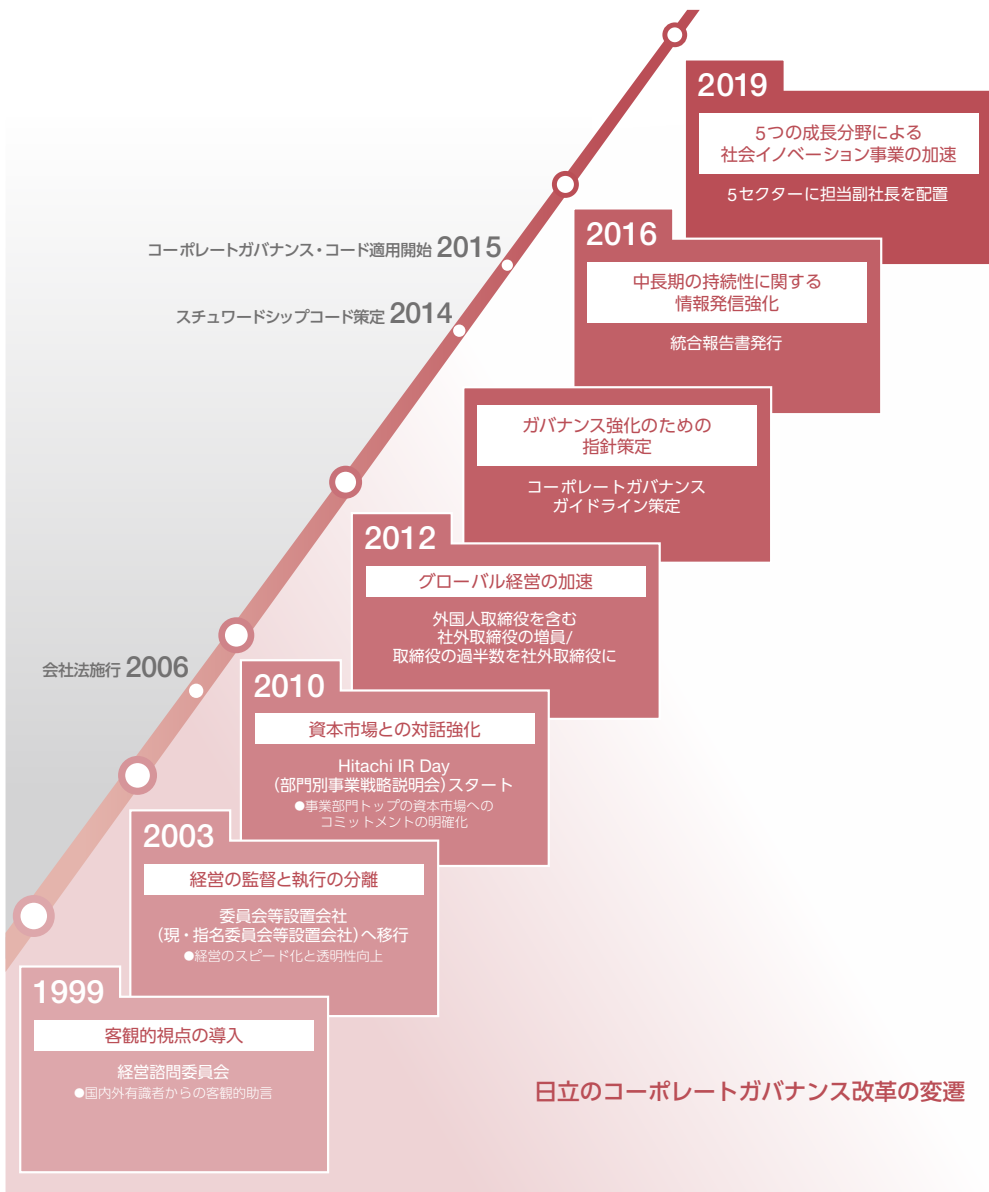 2019
5つの成長分野による
社会イノベーション事業の加速
5セクターに担当副社長を配置
2016
中長期の持続性に関する
情報発信強化
統合報告書発行
コーポレートガバナンス・コード適用開始 2015
スチュワードシップコード策定 2014
ガバナンス強化のための
指針策定
コーポレートガバナンス
ガイドライン策定
2012
グローバル経営の加速
外国人取締役を含む
社外取締役の増員/
取締役の過半数を社外取締役に
会社法施行 2006
2010
資本市場との対話強化
Hitachi IR Day
(部門別事業戦略説明会)スタート
●事業部門トップの資本市場への
コミットメントの明確化
2003
経営の監督と執行の分離
委員会等設置会社
(現・指名委員会等設置会社)へ移行
●経営のスピード化と透明性向上
1999
客観的視点の導入
経営諮問委員会
●国内外有識者からの客観的助言
日立のコーポレートガバナンス改革の変遷